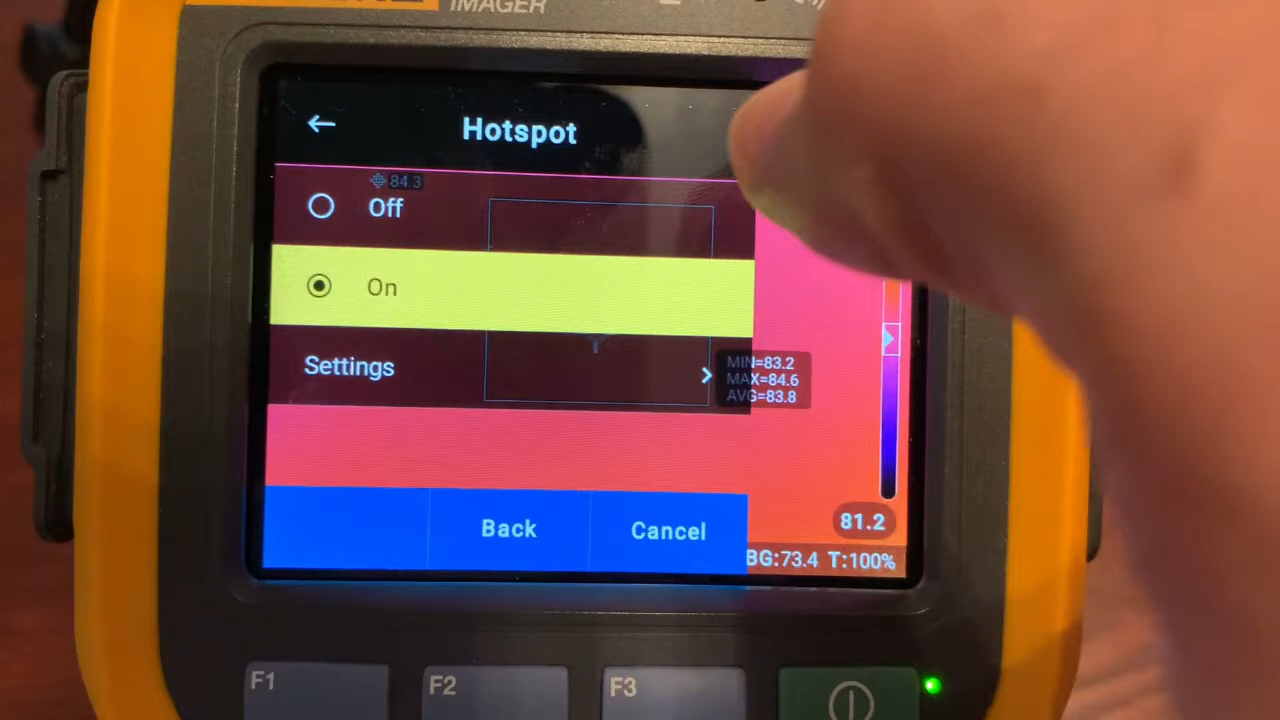 IMAGER
Hotspot
84.3
Off
On
Settings
MIN=83.2
MAX=84.6
AVG=83.8
Back
Cancel
81.2
BG:73.4 T:100%
F1
F2
F3